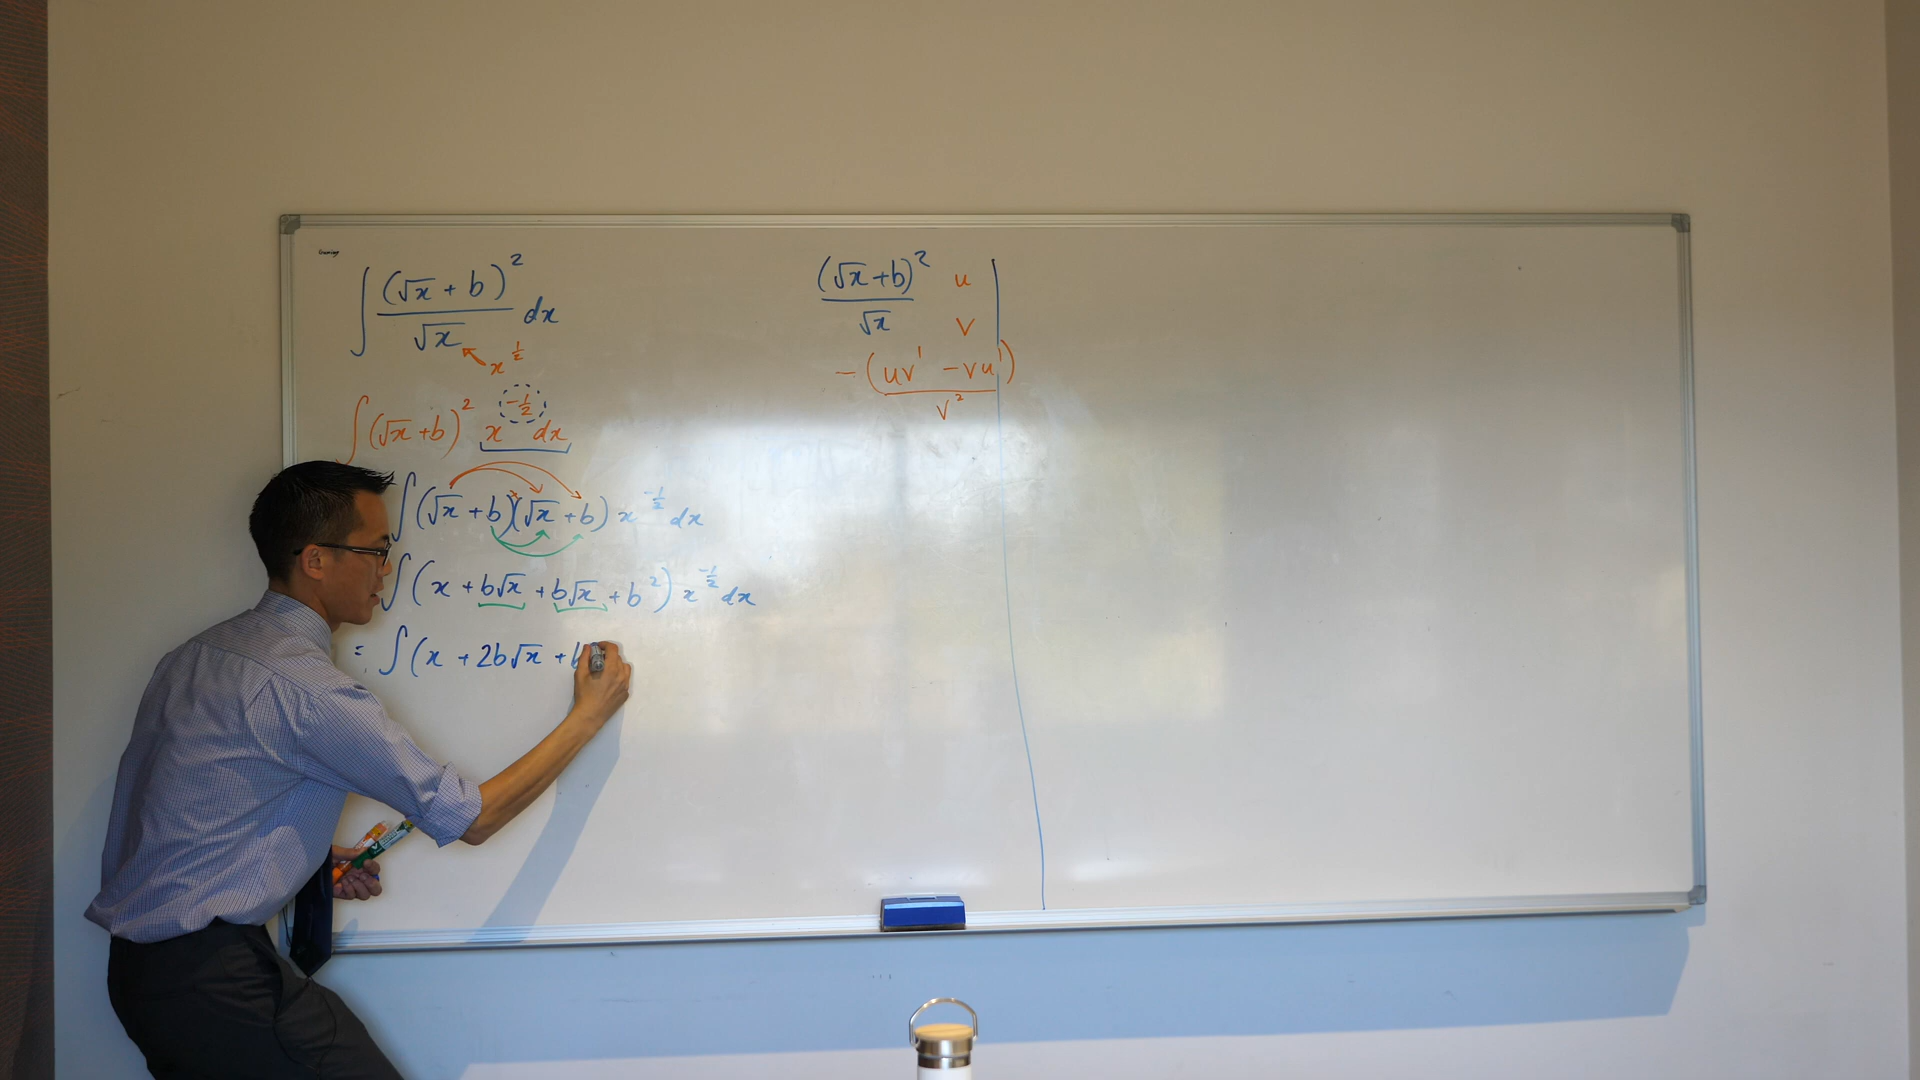 ∫ (√x + b)² / √x dx
x^½
∫ (√x + b)² x^-½ dx
∫ (√x + b)(√x + b) x^-½ dx
∫ (x + b√x + b√x + b²) x^-½ dx
= ∫ (x + 2b√x + b
(√x + b)² / √x u v
- (uv' - vu') / v²